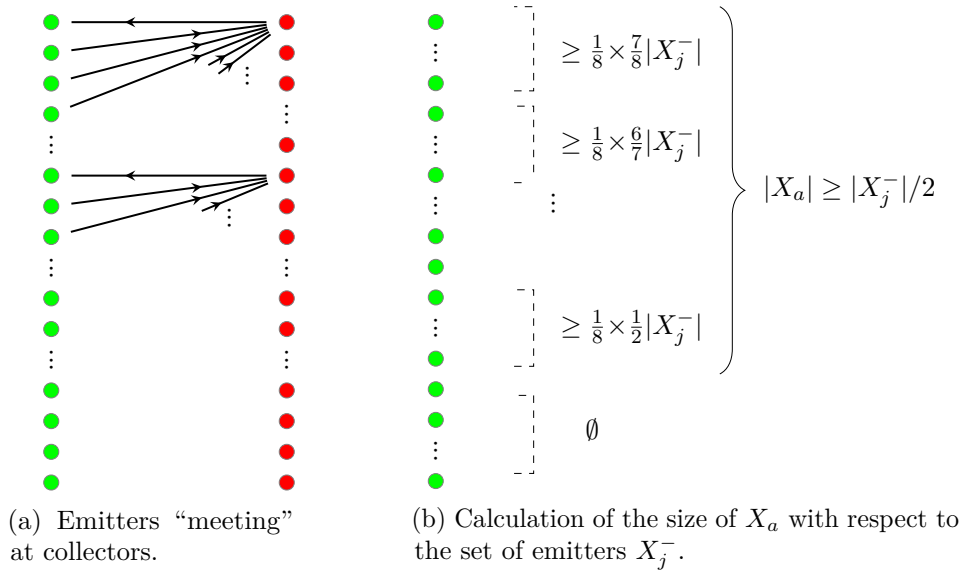 ≥ 1/8 × 7/8 |X_j^-|
≥ 1/8 × 6/7 |X_j^-|
|X_a| ≥ |X_j^-|/2
≥ 1/8 × 1/2 |X_j^-|
∅
(a) Emitters “meeting”
at collectors.
(b) Calculation of the size of X_a with respect to
the set of emitters X_j^-.